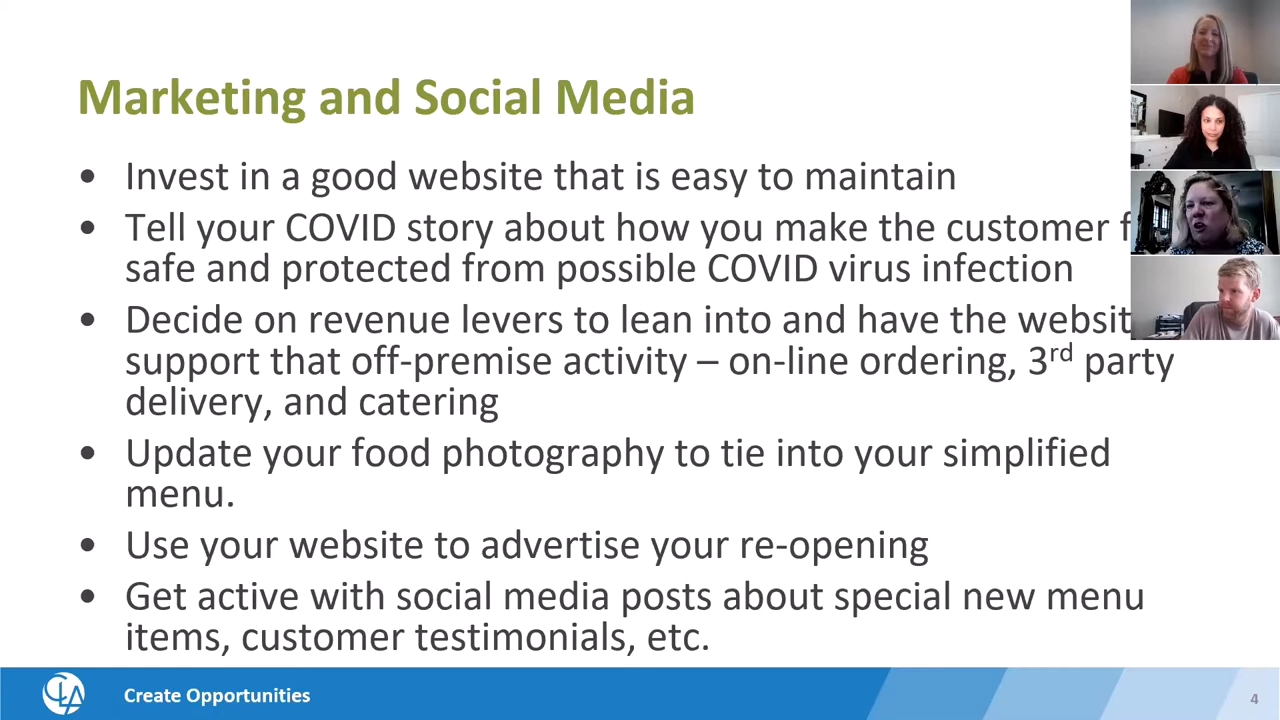 Marketing and Social Media
• Invest in a good website that is easy to maintain
• Tell your COVID story about how you make the customer
safe and protected from possible COVID virus infection
• Decide on revenue levers to lean into and have the
support that off-premise activity – on-line ordering, 3rd party
delivery, and catering
• Update your food photography to tie into your simplified
menu.
• Use your website to advertise your re-opening
• Get active with social media posts about special new menu
items, customer testimonials, etc.
CLA
Create Opportunities
4